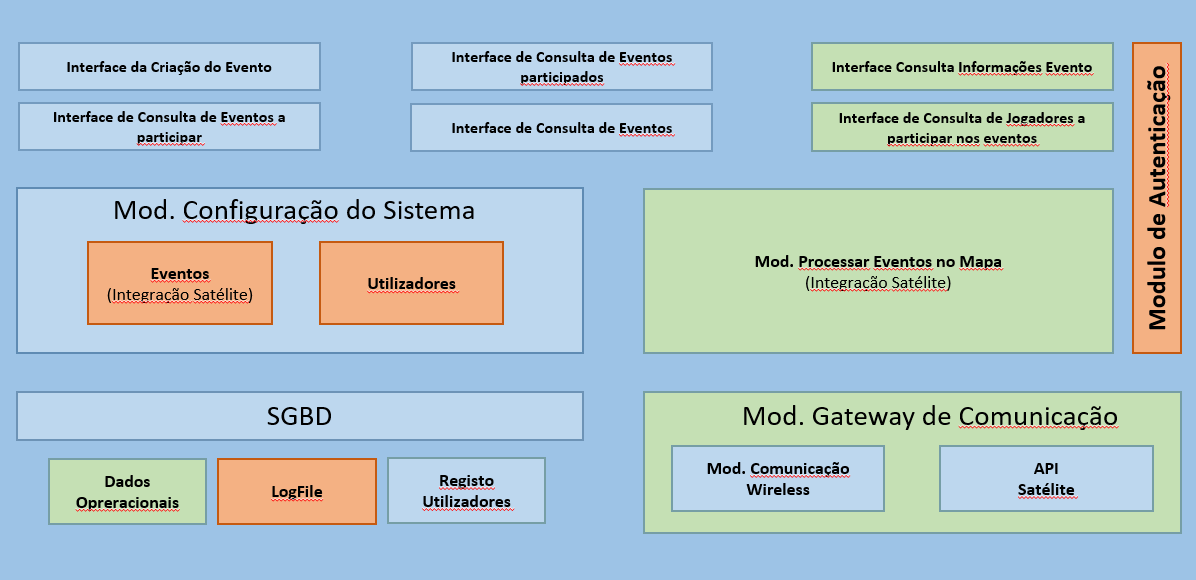 Interface da Criação do Evento
Interface de Consulta de Eventos
participados
Interface Consulta Informações Evento
Interface de Consulta de Eventos a
participar
Interface de Consulta de Eventos
Interface de Consulta de Jogadores a
participar nos eventos
Modulo de Autenticação
Mod. Configuração do Sistema
Eventos
(Integração Satélite)
Utilizadores
Mod. Processar Eventos no Mapa
(Integração Satélite)
SGBD
Dados
Opreracionais
LogFile
Registo
Utilizadores
Mod. Gateway de Comunicação
Mod. Comunicação
Wireless
API
Satélite